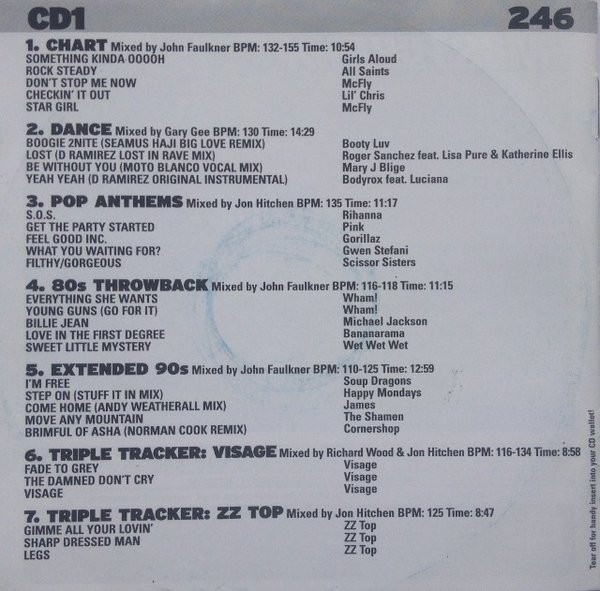 CD1 246
1. CHART Mixed by John Faulkner BPM: 132-155 Time: 10:54
SOMETHING KINDA OOOOH Girls Aloud
ROCK STEADY All Saints
DON'T STOP ME NOW McFly
CHECKIN' IT OUT Lil' Chris
STAR GIRL McFly
2. DANCE Mixed by Gary Gee BPM: 130 Time: 14:29
BOOGIE 2NITE (SEAMUS HAJI BIG LOVE REMIX) Booty Luv
LOST (D RAMIREZ LOST IN RAVE MIX) Roger Sanchez feat. Lisa Pure & Katherine Ellis
BE WITHOUT YOU (MOTO BLANCO VOCAL MIX) Mary J Blige
YEAH YEAH (D RAMIREZ ORIGINAL INSTRUMENTAL) Bodyrox feat. Luciana
3. POP ANTHEMS Mixed by Jon Hitchen BPM: 135 Time: 11:17
S.O.S. Rihanna
GET THE PARTY STARTED Pink
FEEL GOOD INC. Gorillaz
WHAT YOU WAITING FOR? Gwen Stefani
FILTHY/GORGEOUS Scissor Sisters
4. 80s THROWBACK Mixed by John Faulkner BPM: 116-118 Time: 11:15
EVERYTHING SHE WANTS Wham!
YOUNG GUNS (GO FOR IT) Wham!
BILLIE JEAN Michael Jackson
LOVE IN THE FIRST DEGREE Bananarama
SWEET LITTLE MYSTERY Wet Wet Wet
5. EXTENDED 90s Mixed by John Faulkner BPM: 110-125 Time: 12:59
I'M FREE Soup Dragons
STEP ON (STUFF IT IN MIX) Happy Mondays
COME HOME (ANDY WEATHERALL MIX) James
MOVE ANY MOUNTAIN The Shamen
BRIMFUL OF ASHA (NORMAN COOK REMIX) Cornershop
6. TRIPLE TRACKER: VISAGE Mixed by Richard Wood & Jon Hitchen BPM: 116-134 Time: 8:58
FADE TO GREY Visage
THE DAMNED DON'T CRY Visage
VISAGE Visage
7. TRIPLE TRACKER: ZZ TOP Mixed by Jon Hitchen BPM: 125 Time: 8:47
GIMME ALL YOUR LOVIN' ZZ Top
SHARP DRESSED MAN ZZ Top
LEGS ZZ Top
Tear off for handy insert into your CD wallet!